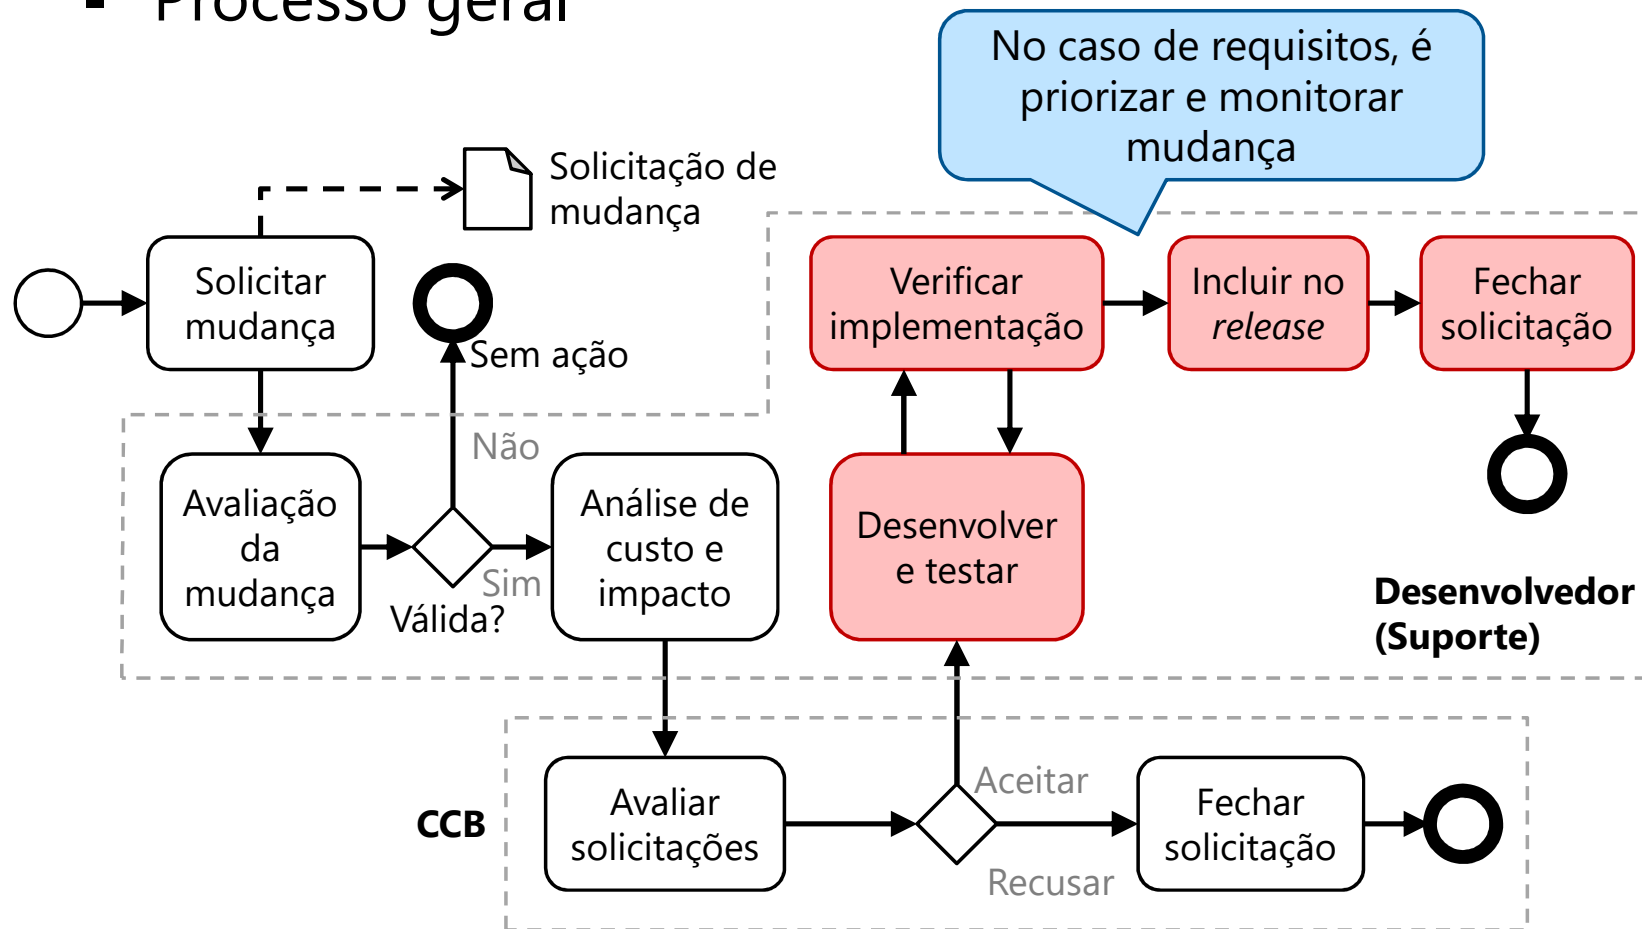 ▪ Processo geral
No caso de requisitos, é
priorizar e monitorar
mudança
Solicitação de
mudança
Solicitar
mudança
Sem ação
Verificar
implementação
Incluir no
release
Fechar
solicitação
Não
Avaliação
da
mudança
Sim
Válida?
Análise de
custo e
impacto
Desenvolver
e testar
Desenvolvedor
(Suporte)
CCB
Avaliar
solicitações
Aceitar
Recusar
Fechar
solicitação